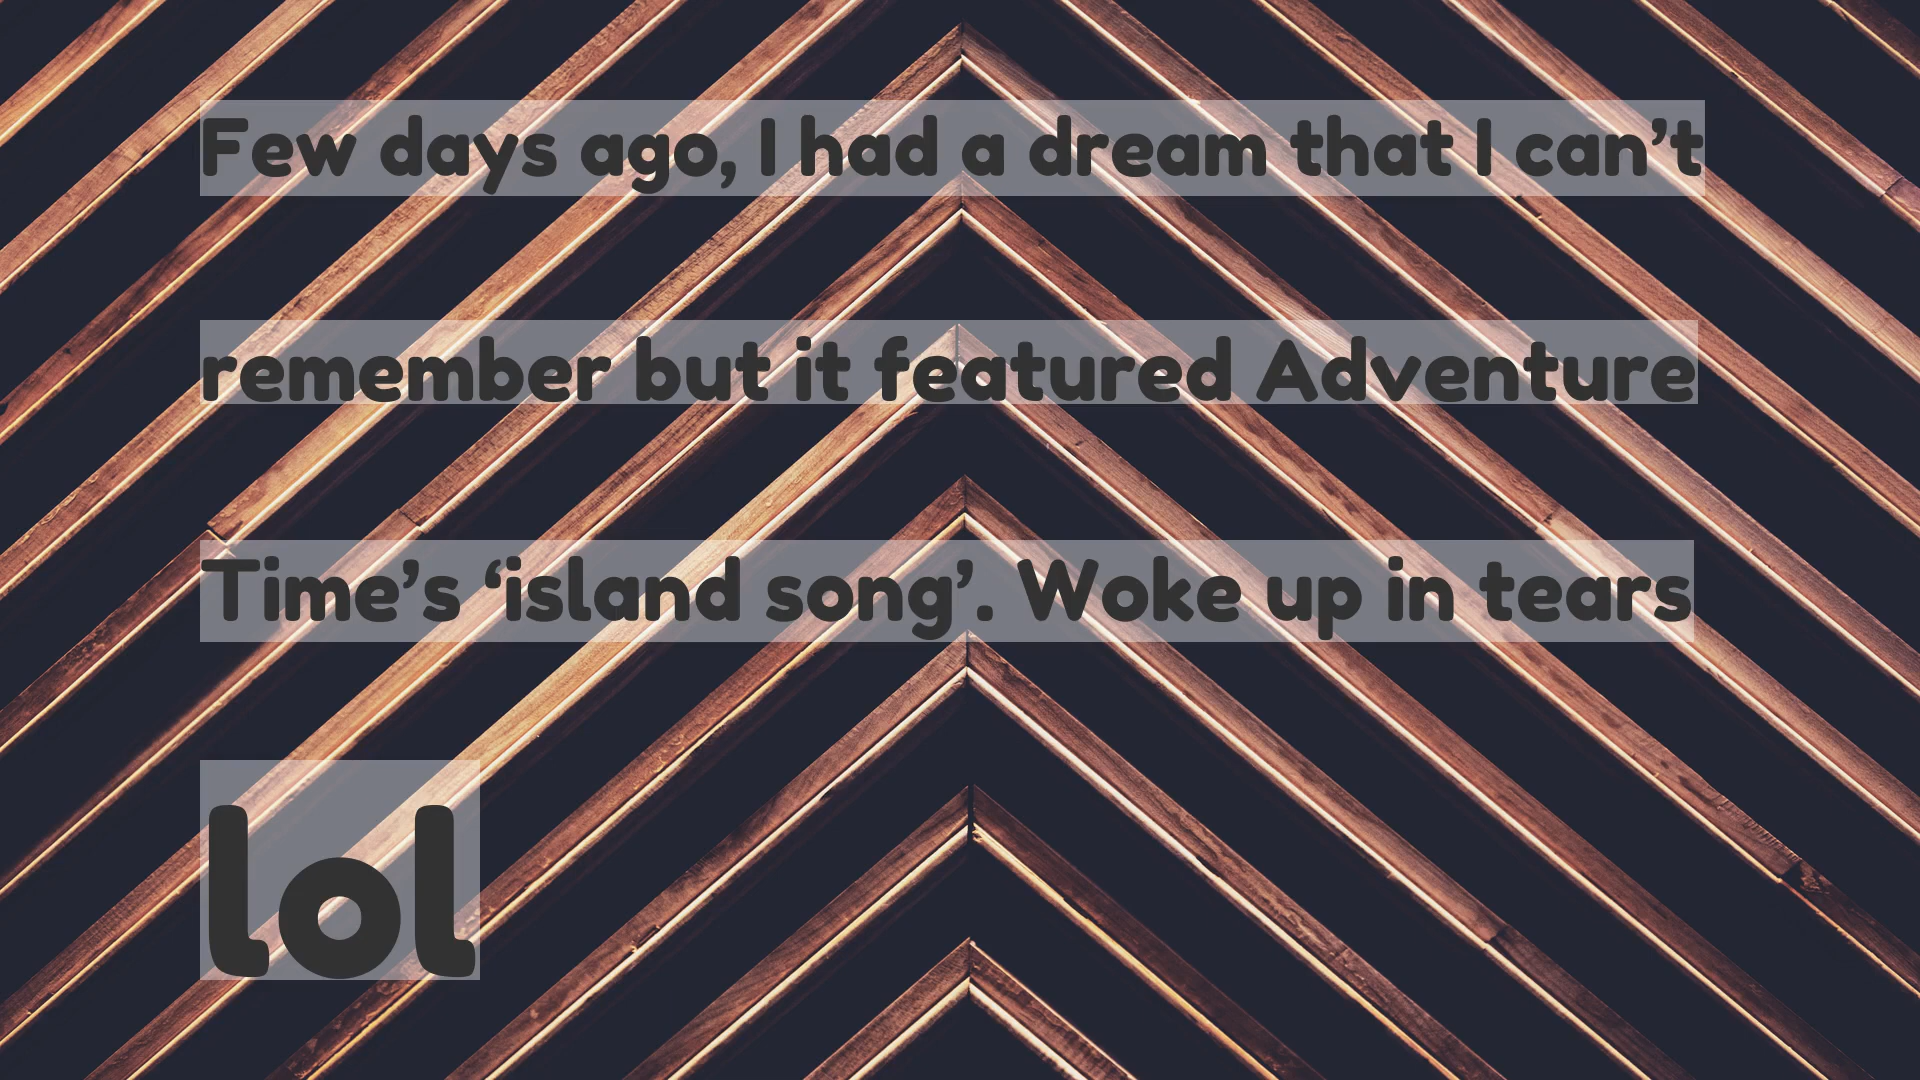 Few days ago, I had a dream that I can’t
remember but it featured Adventure
Time’s ‘island song’. Woke up in tears
lol